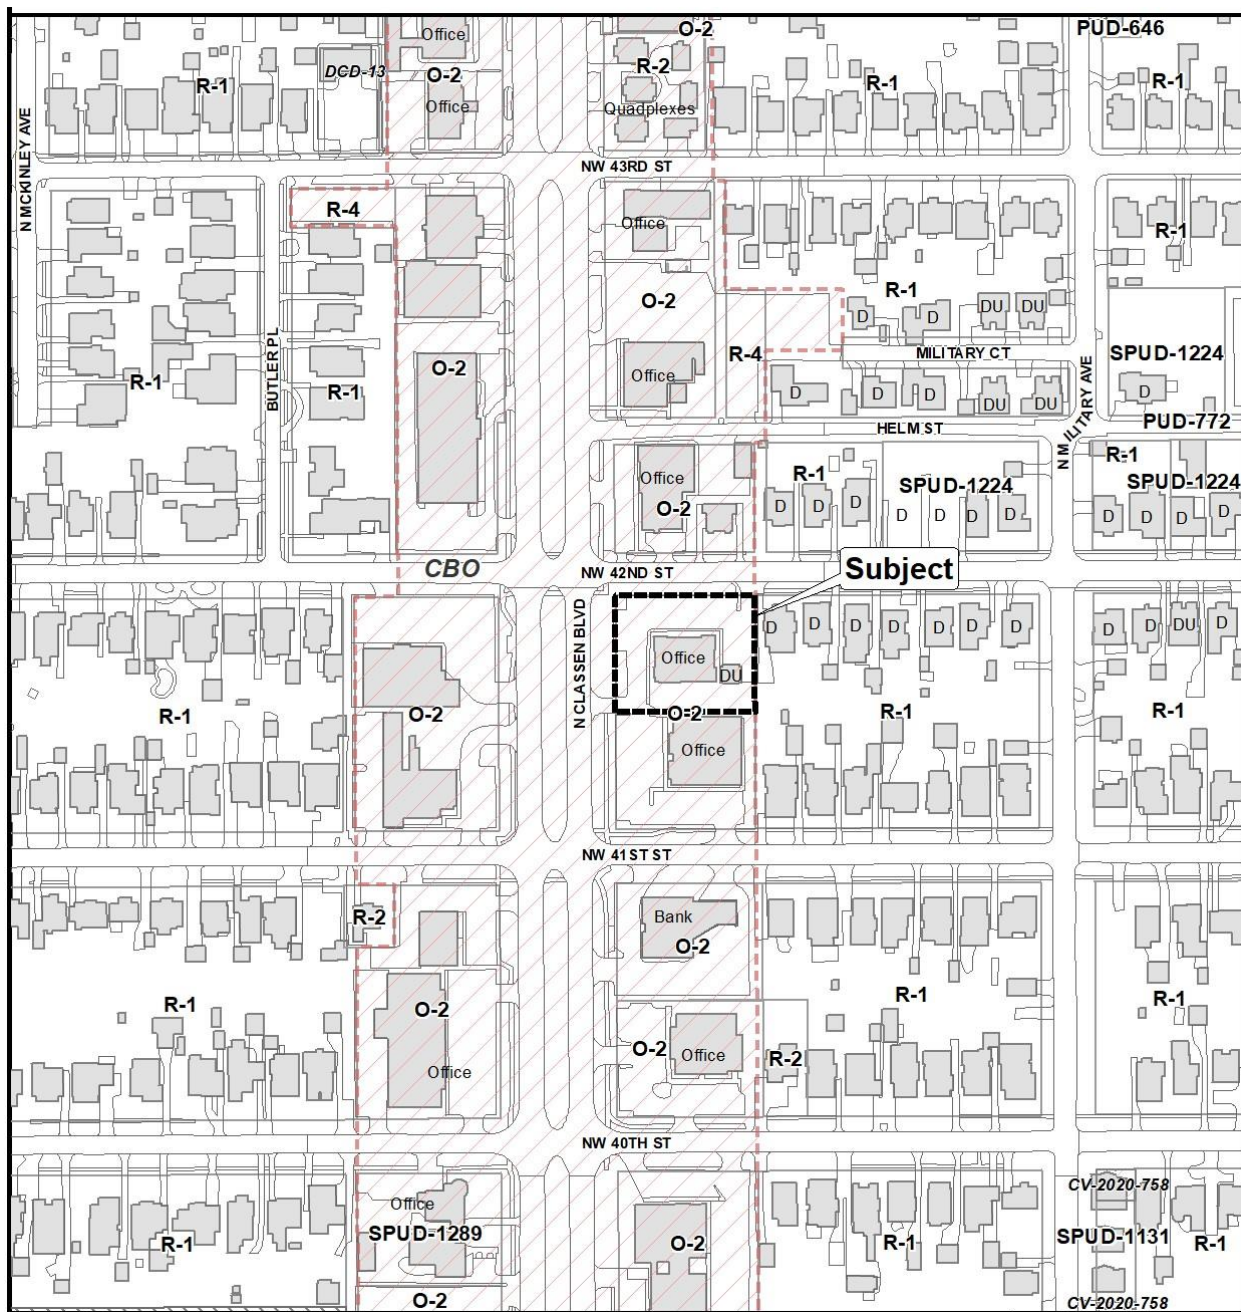 Office
O-2
PUD-646
DCD-13
O-2
R-2
R-1
R-1
R-1
Office
Quadplexes
N MCKINLEY AVE
NW 43RD ST
R-4
Office
R-1
R-1
O-2
DU
DU
D
D
MILITARY CT
R-4
SPUD-1224
BUTLER PL
O-2
Office
R-1
R-1
D
D
D
DU
DU
D
N MILITARY AVE
PUD-772
HELM ST
R-1
Office
R-1
SPUD-1224
SPUD-1224
O-2
D
D
D
D
D
D
D
D
D
D
D
CBO
NW 42ND ST
Subject
N CLASSEN BLVD
D
D
D
D
D
D
D
D
D
DU
D
Office
DU
R-1
O-2
O-2
R-1
R-1
Office
NW 41ST ST
R-2
Bank
O-2
R-1
O-2
R-1
R-1
O-2
Office
R-2
Office
NW 40TH ST
CV-2020-758
Office
SPUD-1289
R-1
O-2
R-1
SPUD-1131
R-1
O-2
CV-2020-758